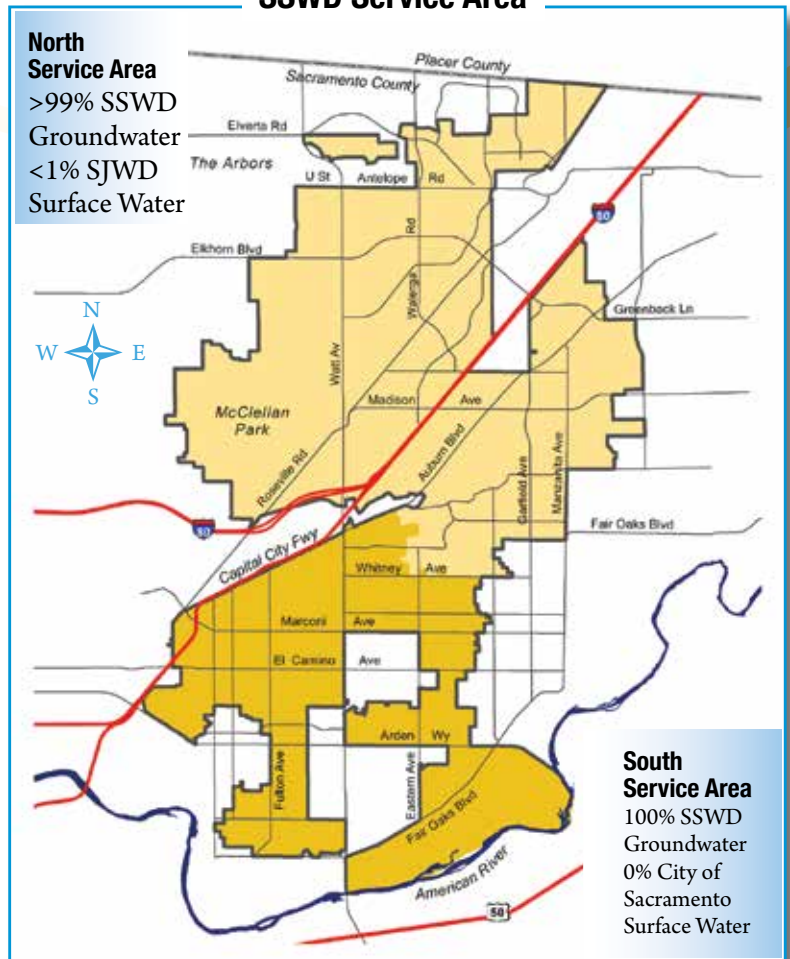 SSWD Service Area
North
Service Area
>99% SSWD
Groundwater
<1% SJWD
Surface Water
Placer County
Sacramento County
Elverta Rd
The Arbors
U St
Antelope Rd
Elkhorn Blvd
Walerga Rd
80
Greenback Ln
N
W E
S
Watt Av
McClellan
Park
Madison Ave
Roseville Rd
Auburn Blvd
Garfield Ave
Manzanita Ave
80
Fair Oaks Blvd
Capital City Fwy
Whitney Ave
Marconi Ave
El Camino Ave
Arden Wy
Fulton Ave
Eastern Ave
Fair Oaks Blvd
American River
50
South
Service Area
100% SSWD
Groundwater
0% City of
Sacramento
Surface Water